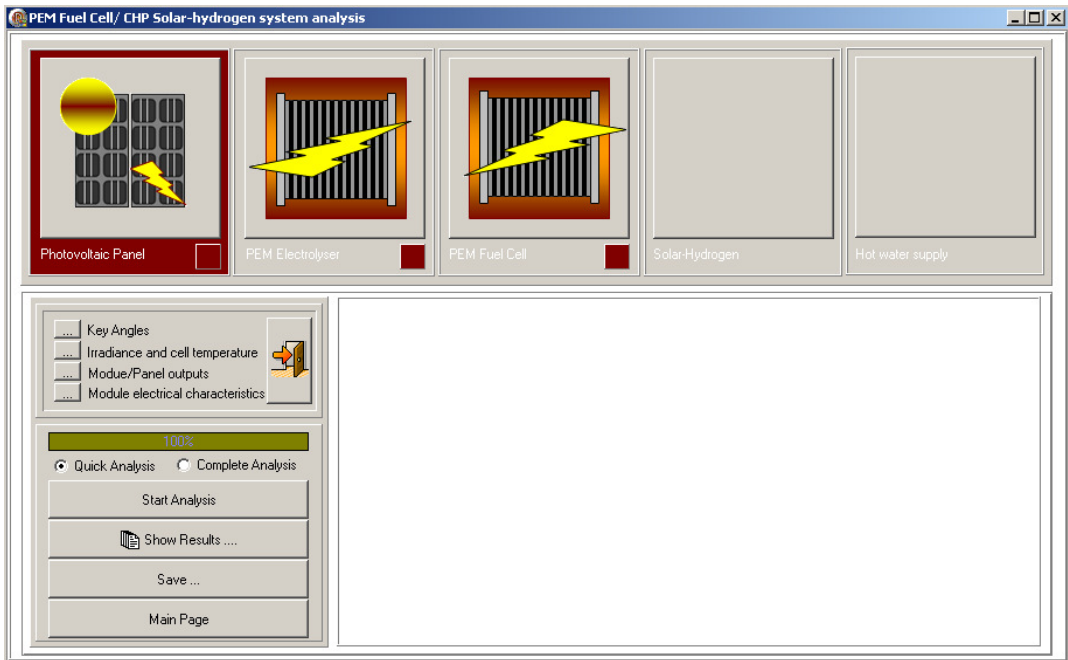 PEM Fuel Cell/ CHP Solar-hydrogen system analysis
Photovoltaic Panel
PEM Electrolyser
PEM Fuel Cell
Solar-Hydrogen
Hot water supply
... Key Angles
... Irradiance and cell temperature
... Modue/Panel outputs
... Module electrical characteristics
100%
Quick Analysis
Complete Analysis
Start Analysis
Show Results ....
Save ...
Main Page